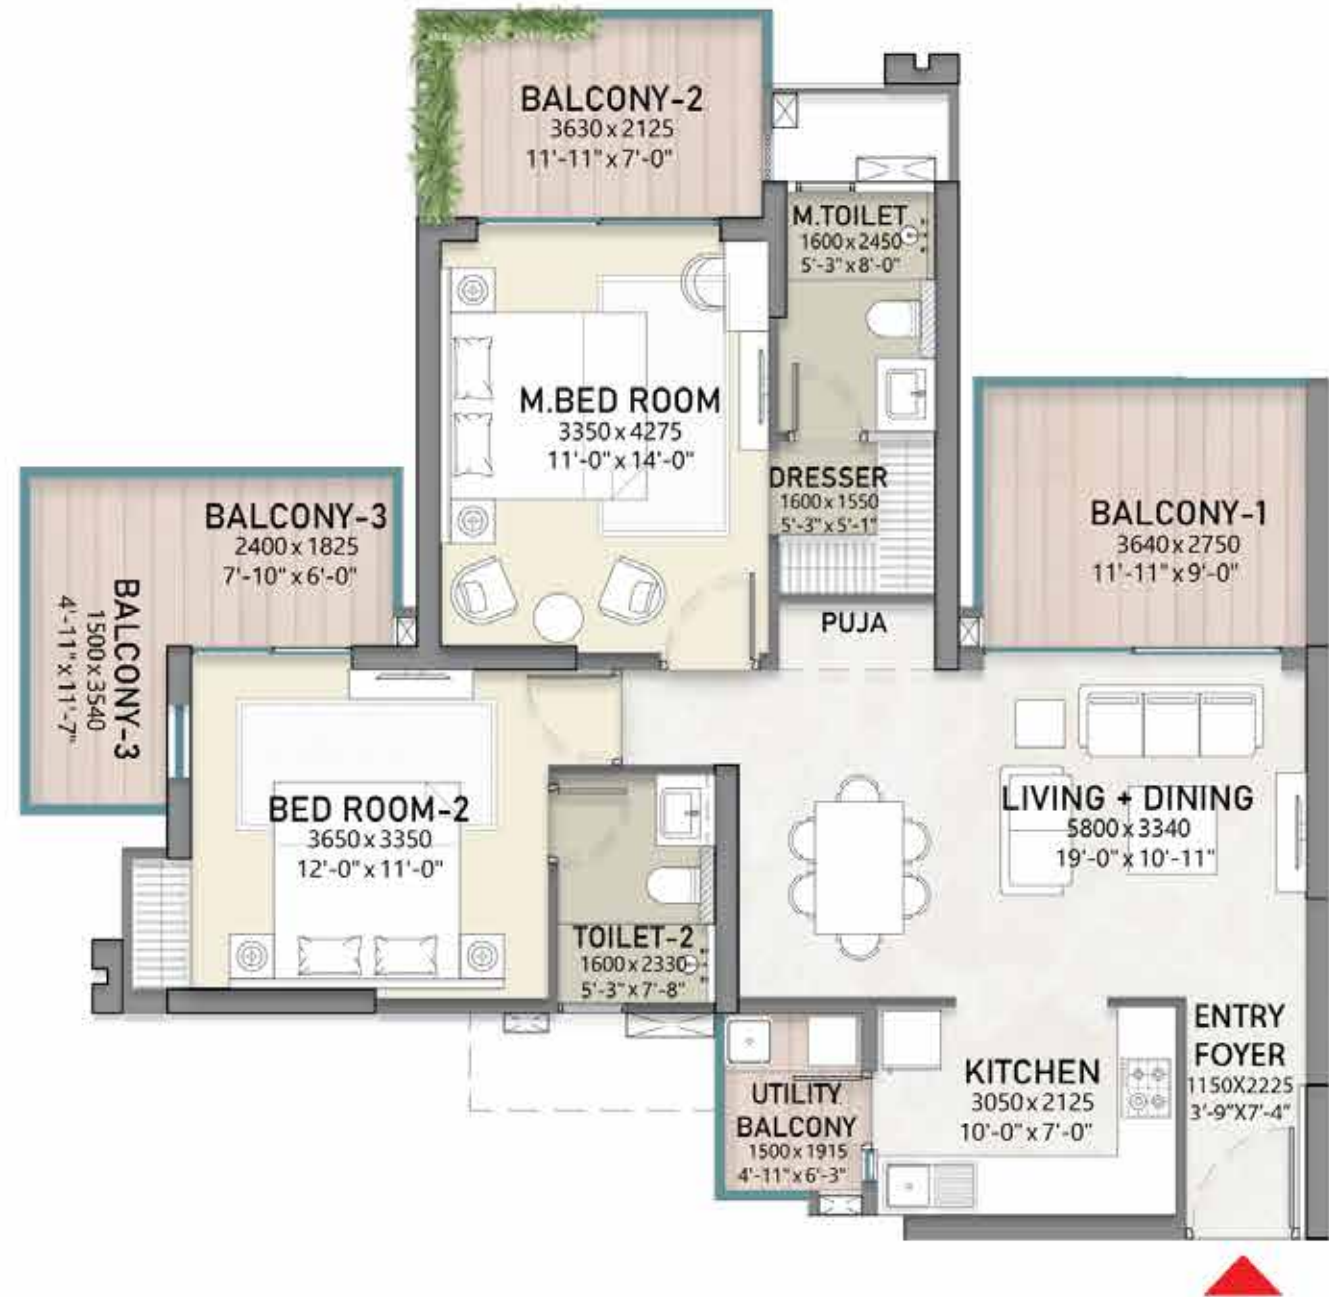 BALCONY-2
3630 x 2125
11'-11" x 7'-0"
M.TOILET
1600 x 2450
5'-3" x 8'-0"
M.BED ROOM
3350 x 4275
11'-0" x 14'-0"
DRESSER
1600 x 1550
5'-3" x 5'-1"
BALCONY-3
2400 x 1825
7'-10" x 6'-0"
BALCONY-1
3640 x 2750
11'-11" x 9'-0"
BALCONY-3
1500 x 3540
4'-11" x 11'-7"
PUJA
BED ROOM-2
3650 x 3350
12'-0" x 11'-0"
LIVING + DINING
5800 x 3340
19'-0" x 10'-11"
TOILET-2
1600 x 2330
5'-3" x 7'-8"
ENTRY
FOYER
1150X2225
3'-9"X7'-4"
KITCHEN
3050 x 2125
10'-0" x 7'-0"
UTILITY
BALCONY
1500 x 1915
4'-11" x 6'-3"